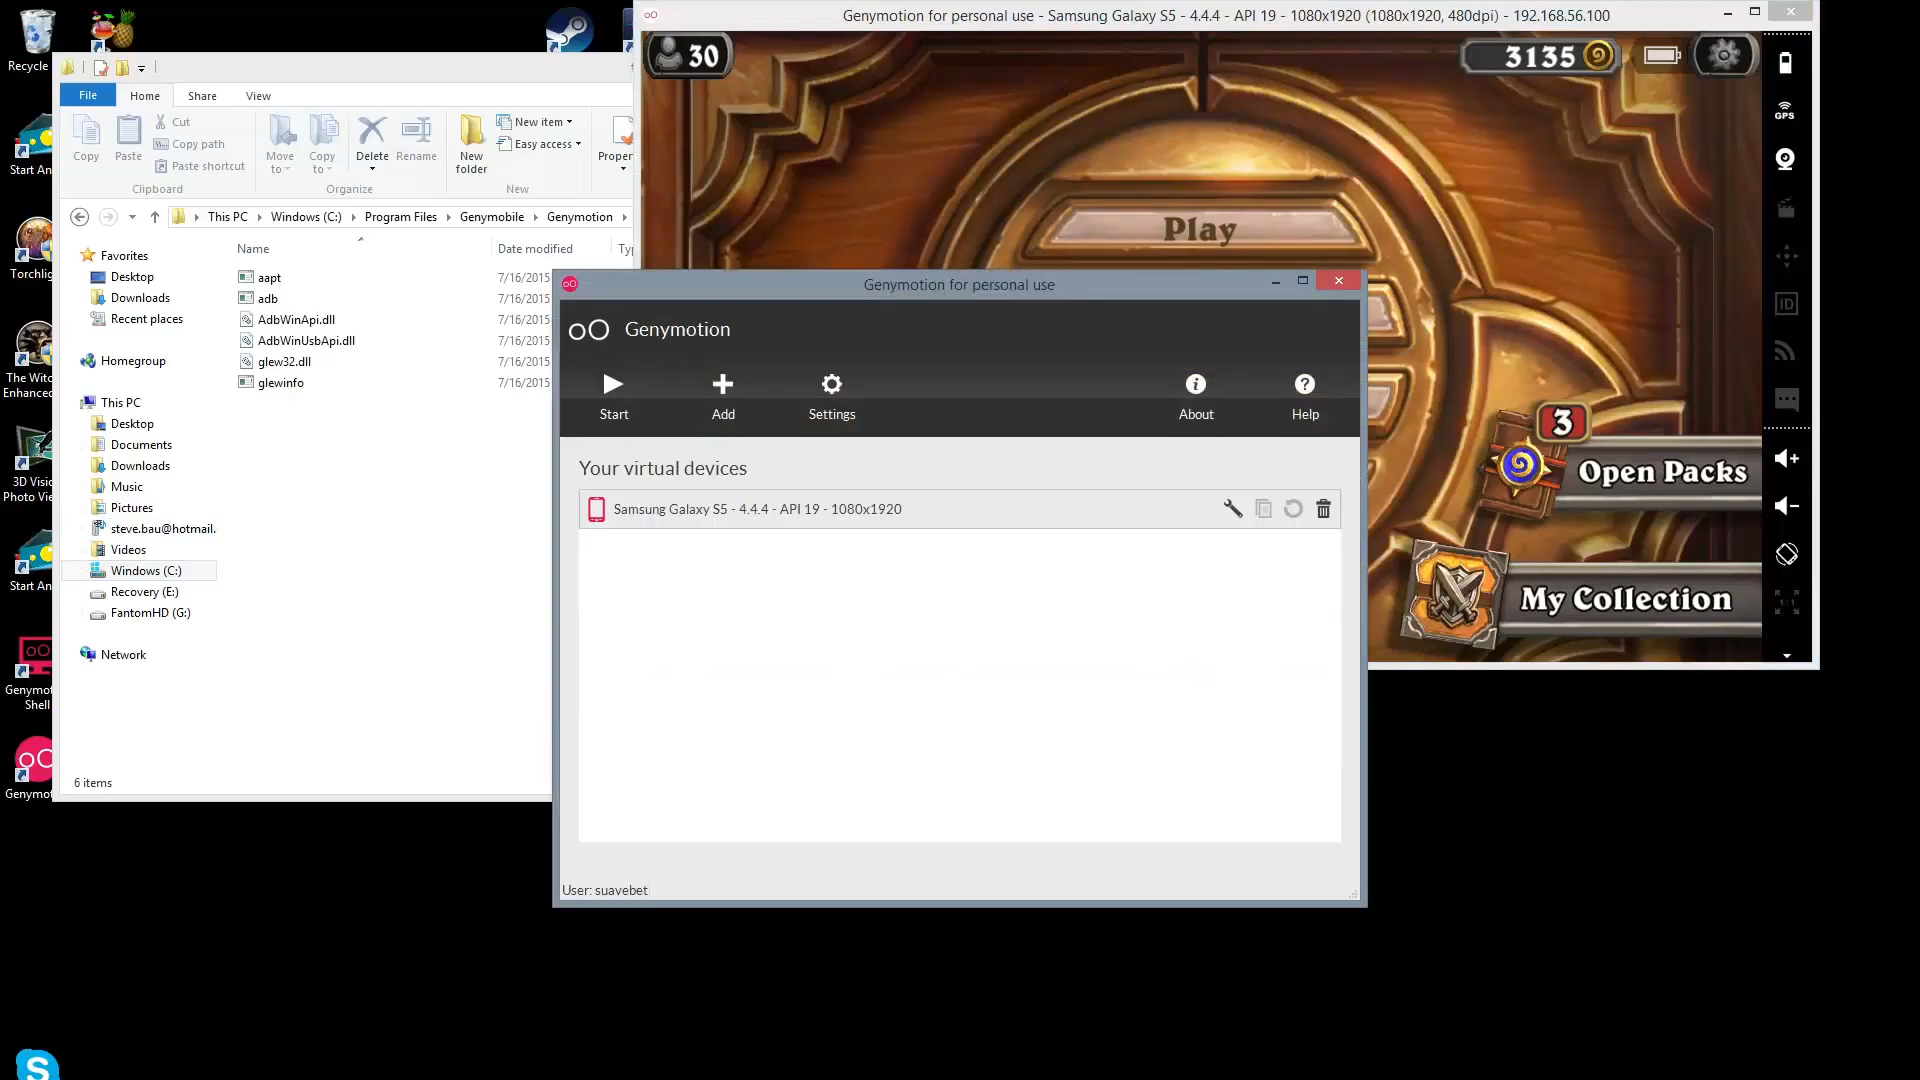 Genymotion for personal use - Samsung Galaxy S5 - 4.4.4 - API 19 - 1080x1920 (1080x1920, 480dpi) - 192.168.56.100
30
3135
GPS
ID
Play
3
Open Packs
My Collection
1:1
Recycle
Start An
Torchlig
The Witc
Enhanced
3D Visio
Photo Vie
Start An
Genymot
Shell
Genymot
File
Home
Share
View
Copy
Paste
Cut
Copy path
Paste shortcut
Clipboard
Move
to
Copy
to
Delete
Rename
Organize
New
folder
New item
Easy access
New
Proper
This PC
Windows (C:)
Program Files
Genymobile
Genymotion
Name
Date modified
Ty
Favorites
Desktop
Downloads
Recent places
Homegroup
This PC
Desktop
Documents
Downloads
Music
Pictures
steve.bau@hotmail.
Videos
Windows (C:)
Recovery (E:)
FantomHD (G:)
Network
aapt
7/16/2015
adb
7/16/2015
AdbWinApi.dll
7/16/2015
AdbWinUsbApi.dll
7/16/2015
glew32.dll
7/16/2015
glewinfo
7/16/2015
6 items
Genymotion for personal use
Genymotion
Start
Add
Settings
About
Help
Your virtual devices
Samsung Galaxy S5 - 4.4.4 - API 19 - 1080x1920
User: suavebet